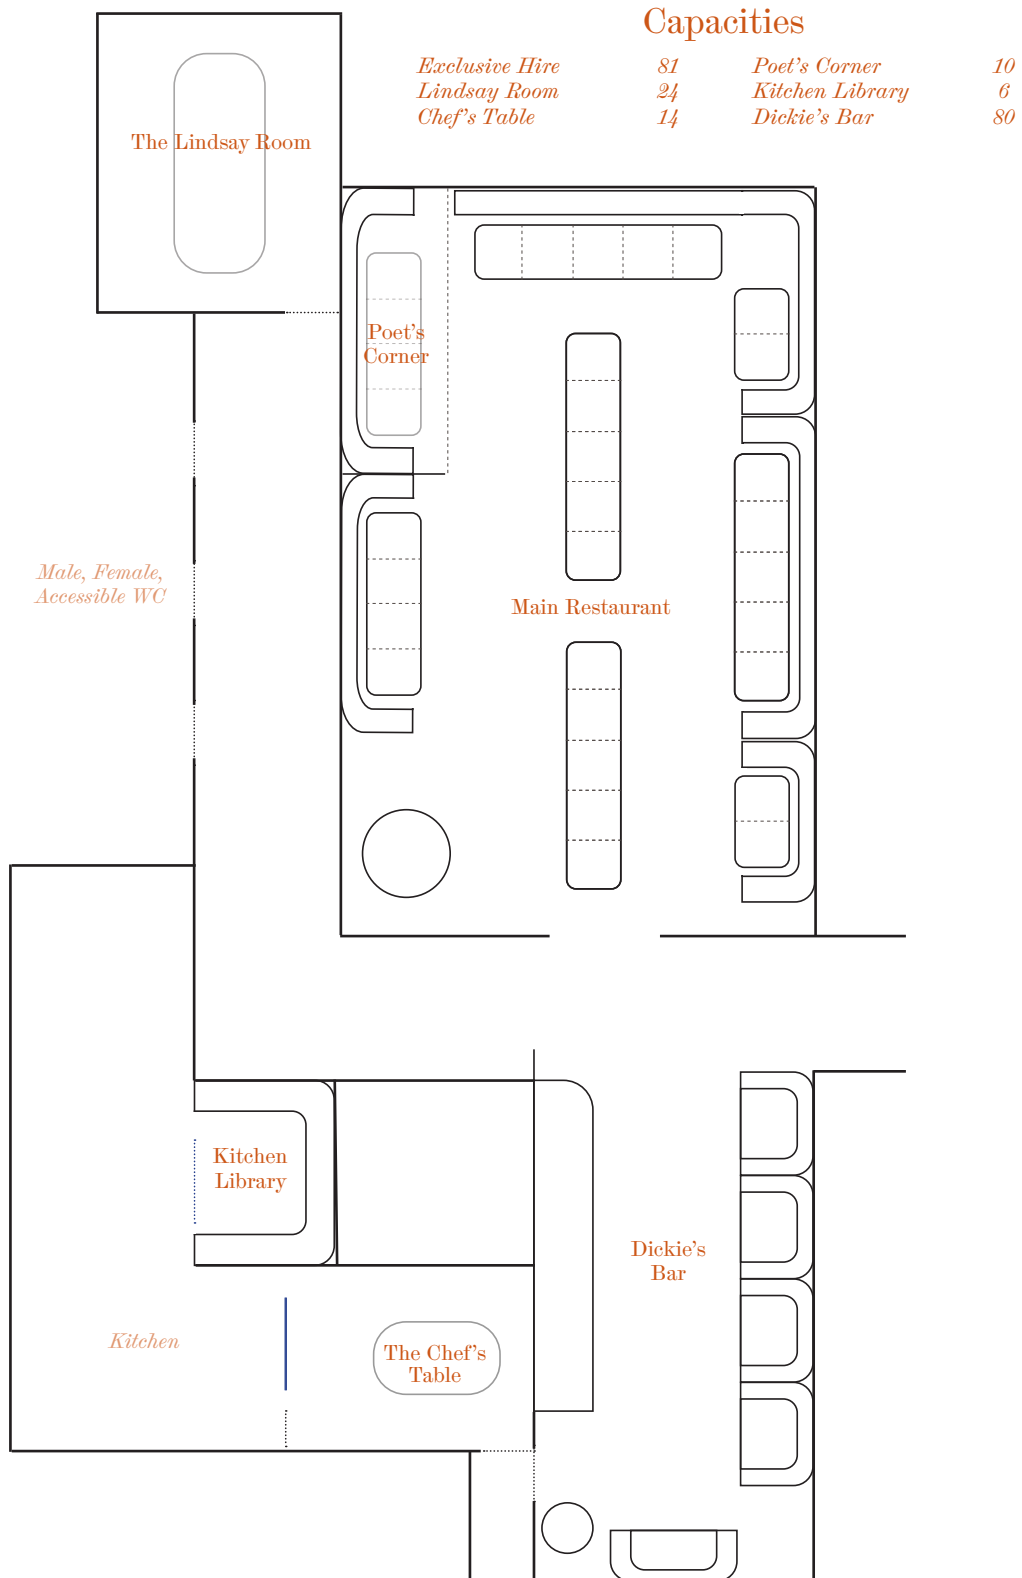 Capacities
Exclusive Hire 81 Poet's Corner 10
Lindsay Room 24 Kitchen Library 6
Chef's Table 14 Dickie's Bar 80
The Lindsay Room
Poet's
Corner
Male, Female,
Accessible WC
Main Restaurant
Kitchen
Library
Dickie's
Bar
Kitchen
The Chef's
Table